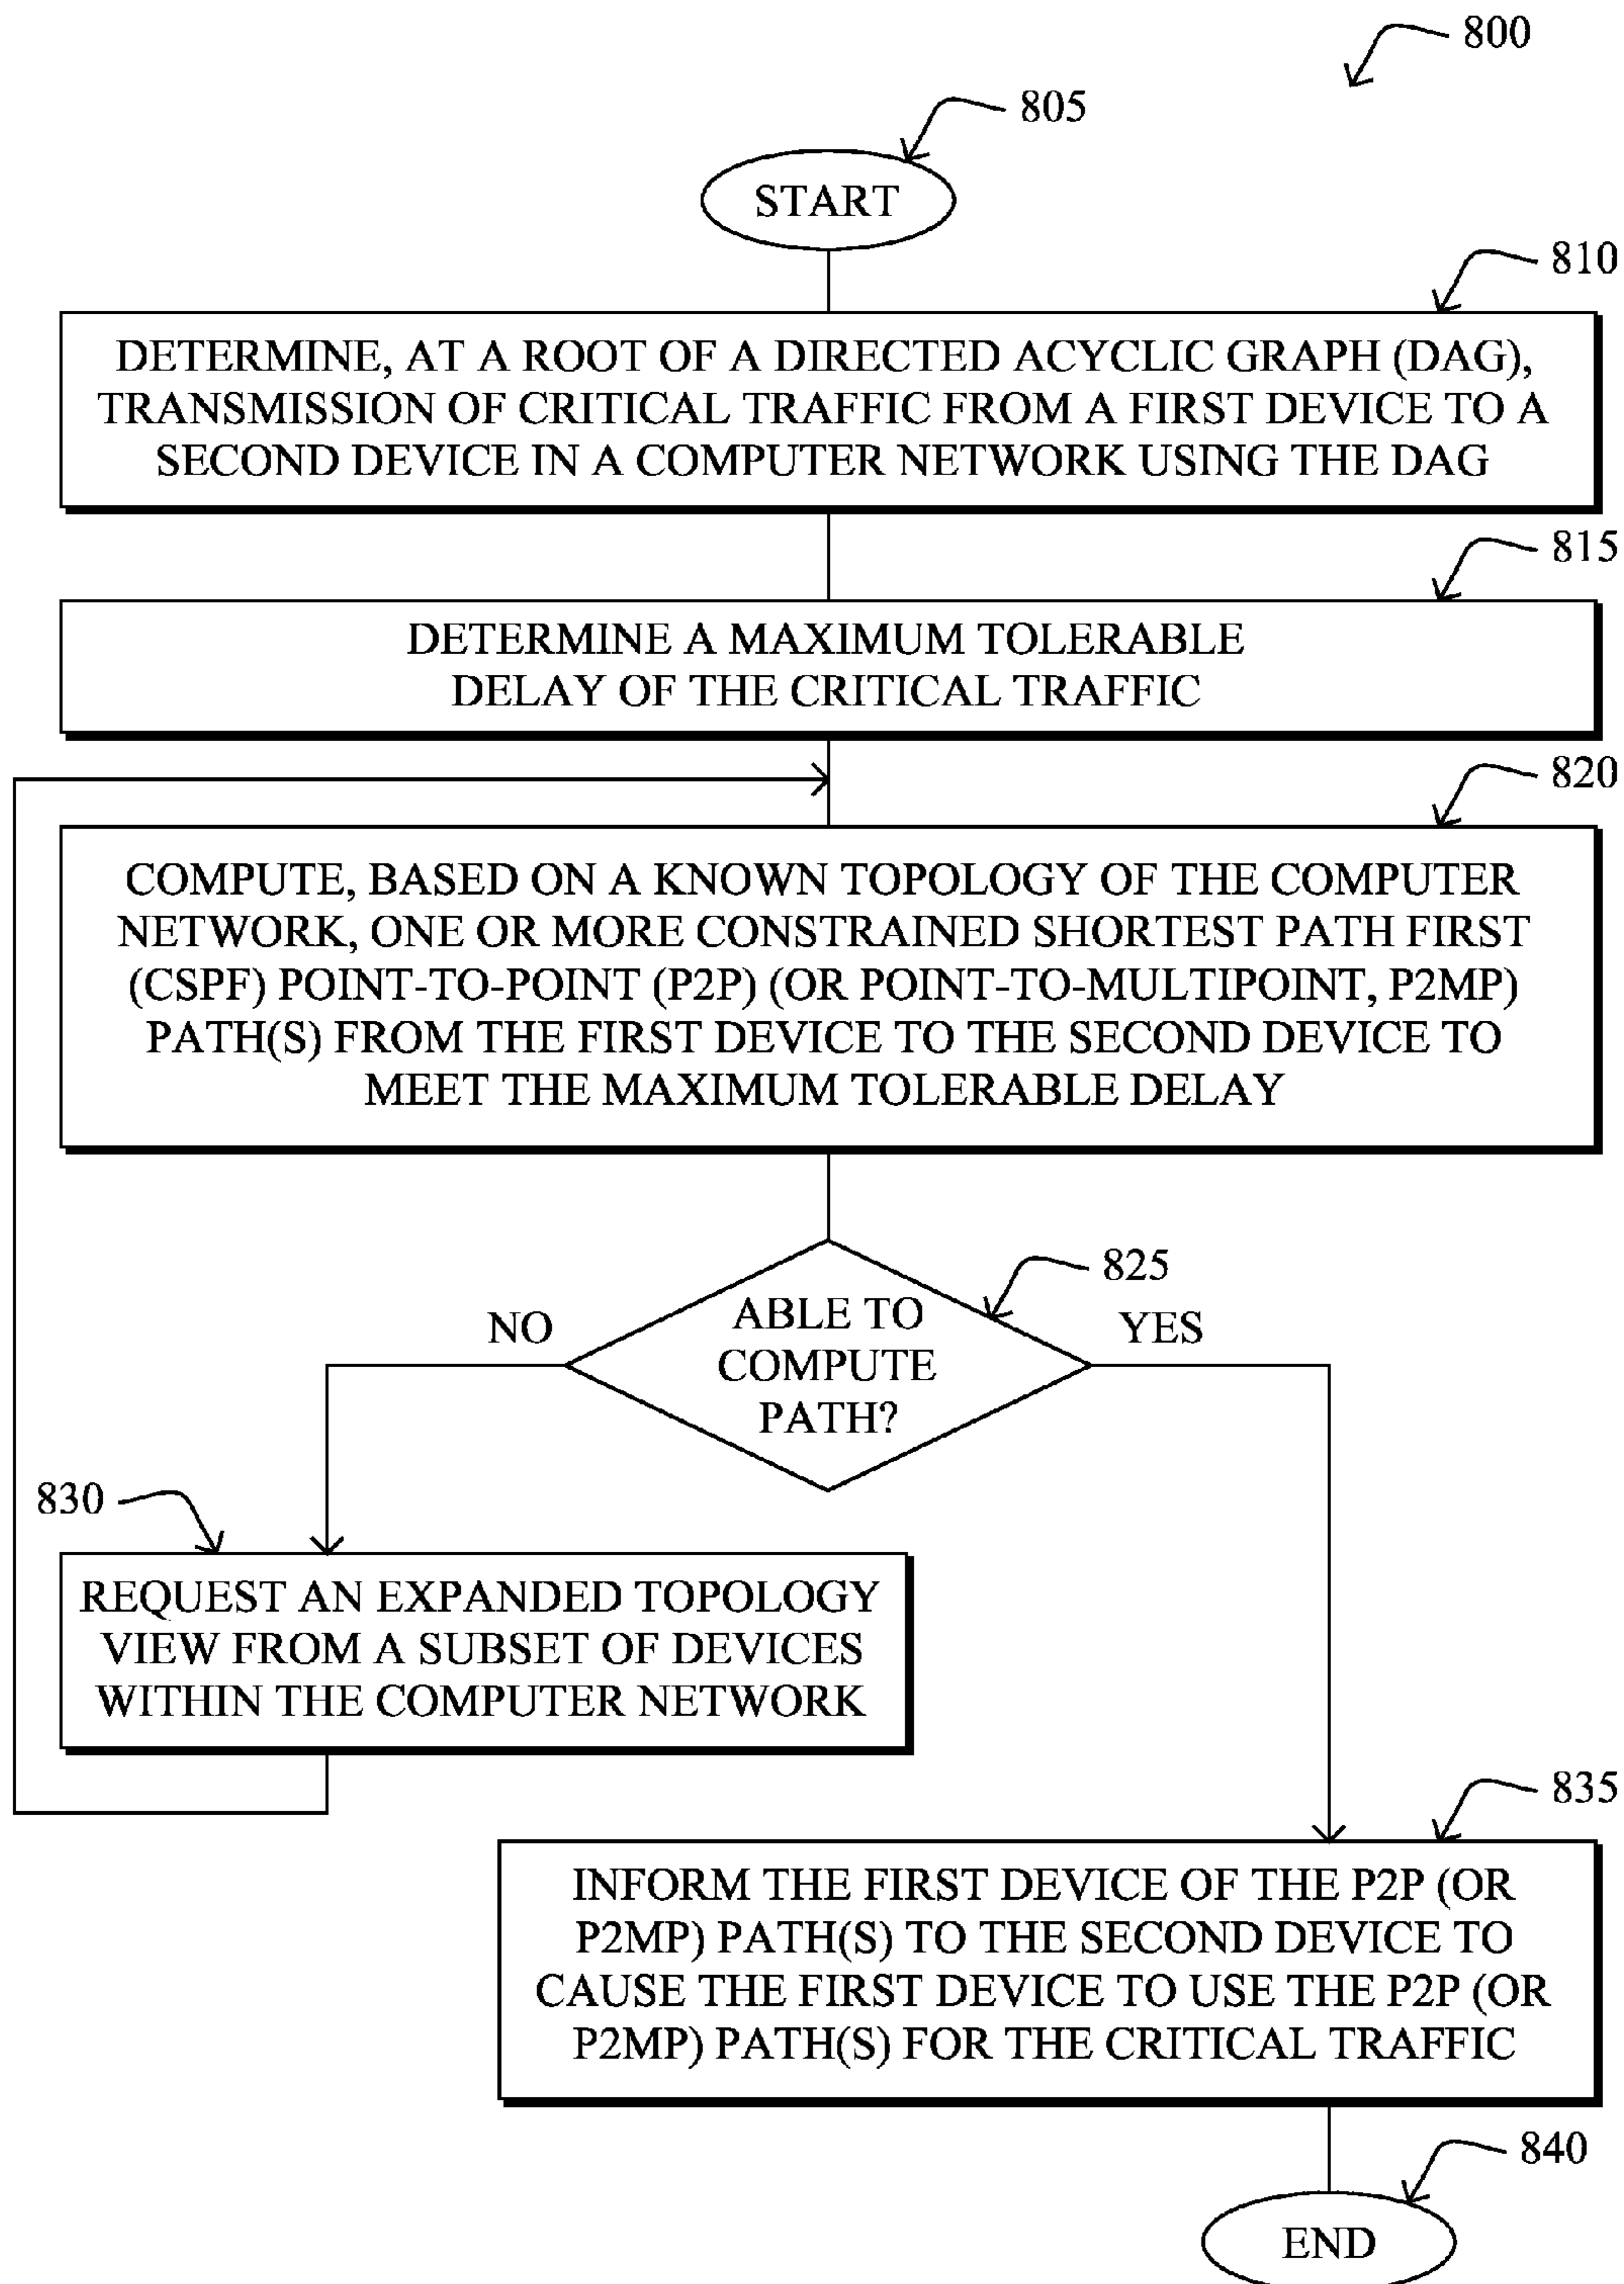 800
805
START
810
DETERMINE, AT A ROOT OF A DIRECTED ACYCLIC GRAPH (DAG),
TRANSMISSION OF CRITICAL TRAFFIC FROM A FIRST DEVICE TO A
SECOND DEVICE IN A COMPUTER NETWORK USING THE DAG
815
DETERMINE A MAXIMUM TOLERABLE
DELAY OF THE CRITICAL TRAFFIC
820
COMPUTE, BASED ON A KNOWN TOPOLOGY OF THE COMPUTER
NETWORK, ONE OR MORE CONSTRAINED SHORTEST PATH FIRST
(CSPF) POINT-TO-POINT (P2P) (OR POINT-TO-MULTIPOINT, P2MP)
PATH(S) FROM THE FIRST DEVICE TO THE SECOND DEVICE TO
MEET THE MAXIMUM TOLERABLE DELAY
825
NO
ABLE TO
COMPUTE
PATH?
YES
830
REQUEST AN EXPANDED TOPOLOGY
VIEW FROM A SUBSET OF DEVICES
WITHIN THE COMPUTER NETWORK
835
INFORM THE FIRST DEVICE OF THE P2P (OR
P2MP) PATH(S) TO THE SECOND DEVICE TO
CAUSE THE FIRST DEVICE TO USE THE P2P (OR
P2MP) PATH(S) FOR THE CRITICAL TRAFFIC
840
END